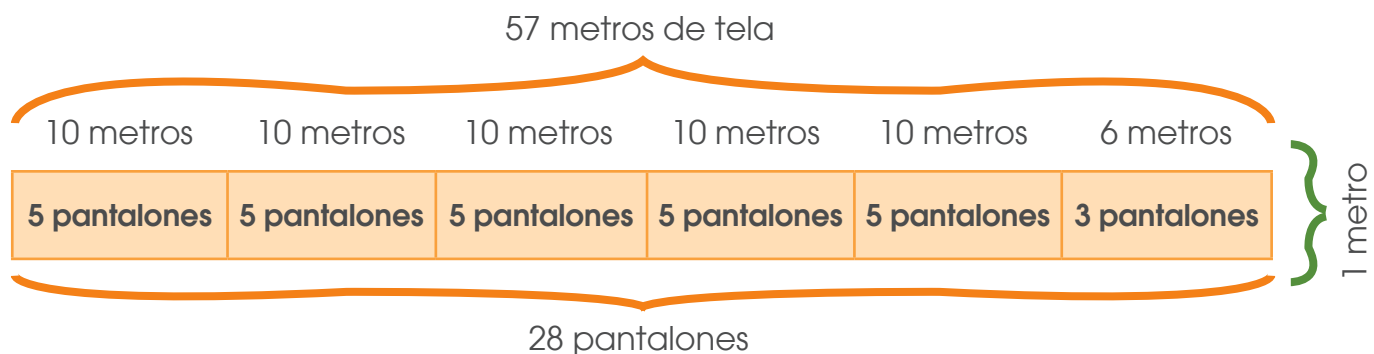 57 metros de tela
10 metros 10 metros 10 metros 10 metros 10 metros 6 metros
5 pantalones 5 pantalones 5 pantalones 5 pantalones 5 pantalones 3 pantalones
1 metro
28 pantalones